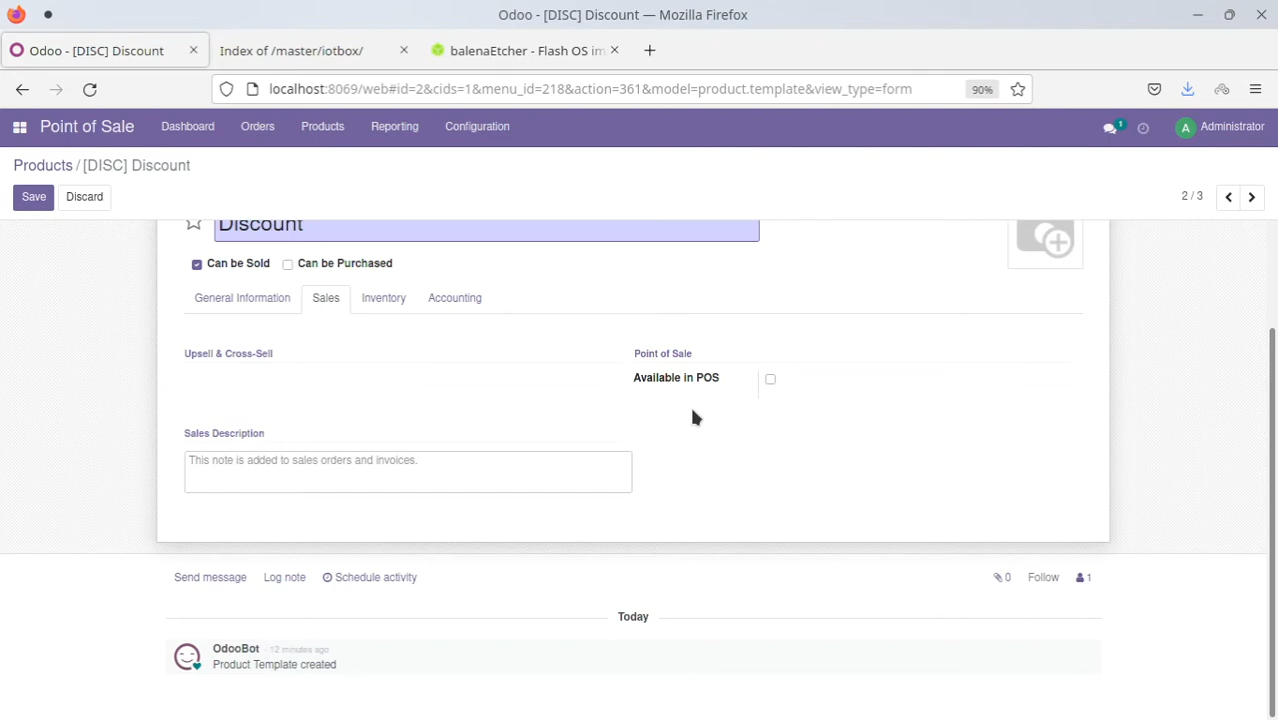 Odoo - [DISC] Discount — Mozilla Firefox
Odoo - [DISC] Discount
Index of /master/iotbox/
balenaEtcher - Flash OS im
localhost:8069/web#id=2&cids=1&menu_id=218&action=361&model=product.template&view_type=form
90%
Point of Sale
Dashboard
Orders
Products
Reporting
Configuration
1
A
Administrator
Products / [DISC] Discount
Save
Discard
2 / 3
Discount
Can be Sold
Can be Purchased
General Information
Sales
Inventory
Accounting
Upsell & Cross-Sell
Point of Sale
Available in POS
Sales Description
This note is added to sales orders and invoices.
Send message
Log note
Schedule activity
0
Follow
1
Today
OdooBot - 12 minutes ago
Product Template created